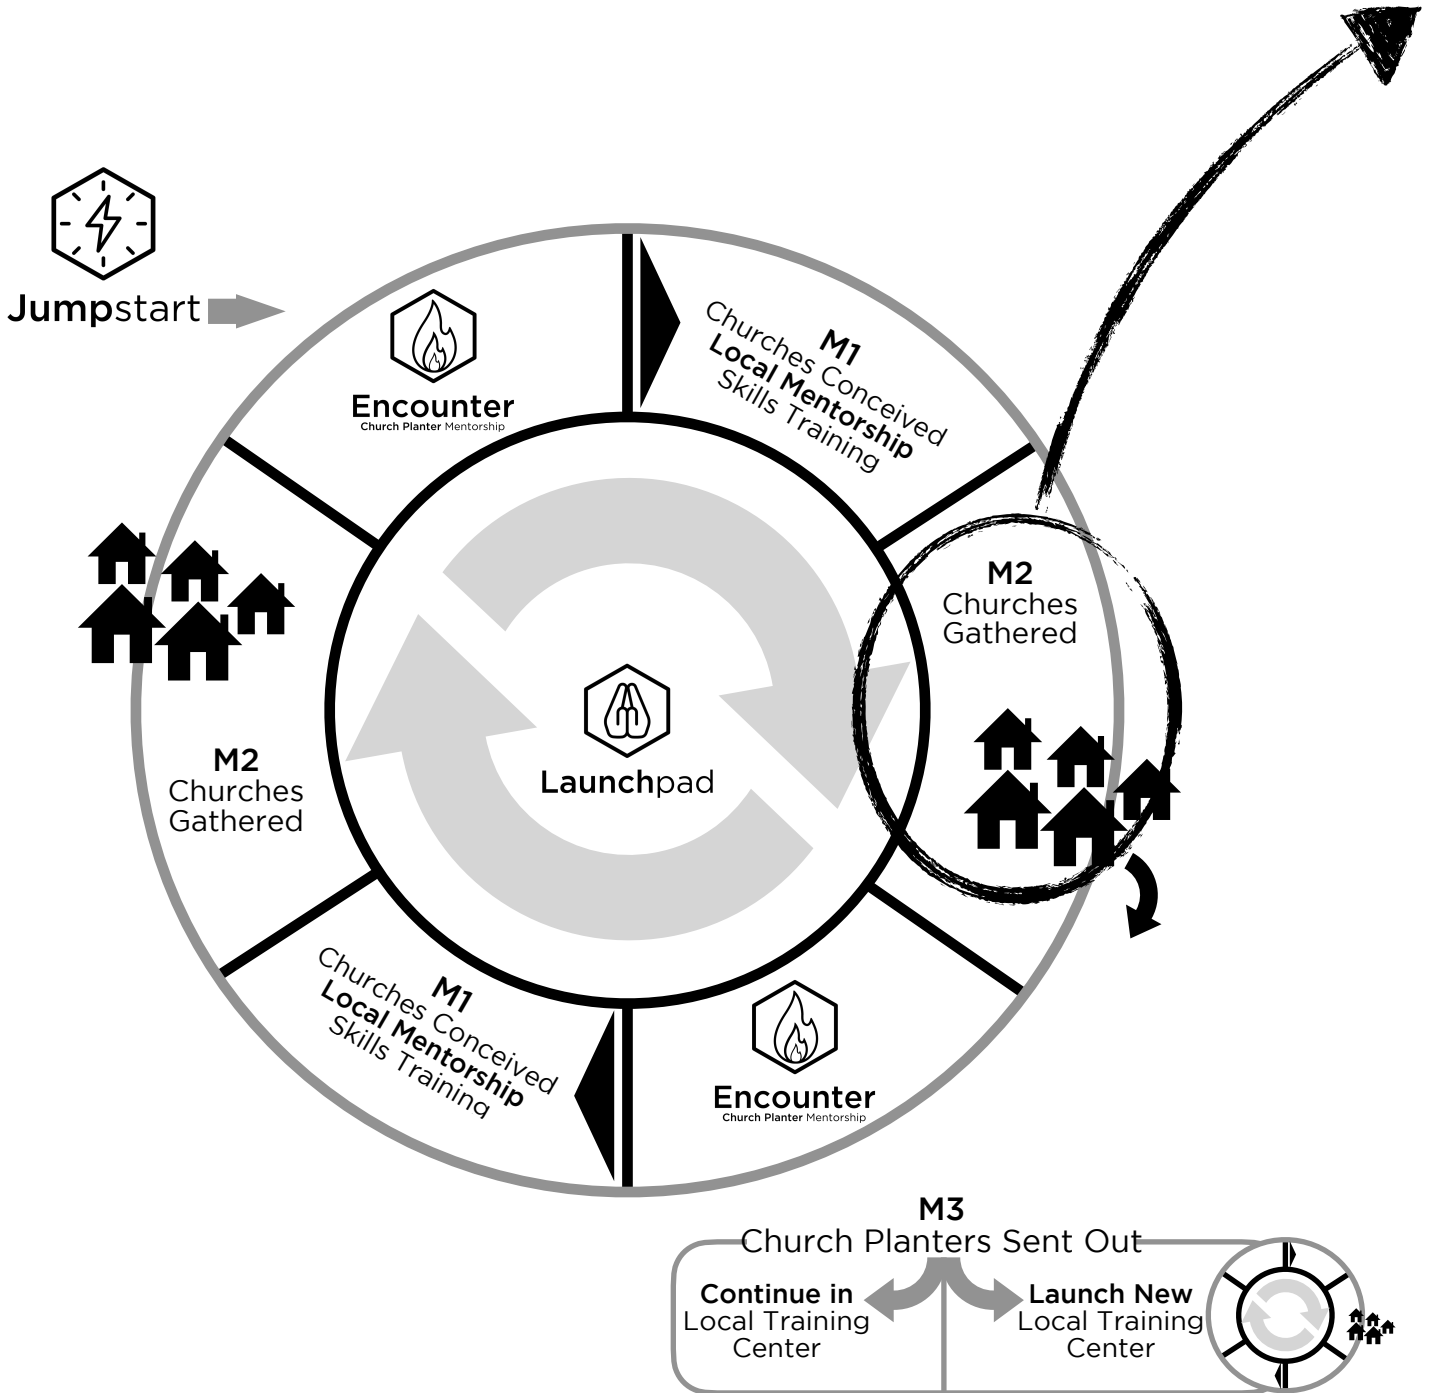 Jumpstart
Encounter
Church Planter Mentorship
M1
Churches Conceived
Local Mentorship
Skills Training
M2
Churches
Gathered
Launchpad
M2
Churches
Gathered
M1
Churches Conceived
Local Mentorship
Skills Training
Encounter
Church Planter Mentorship
M3
Church Planters Sent Out
Continue in
Local Training
Center
Launch New
Local Training
Center